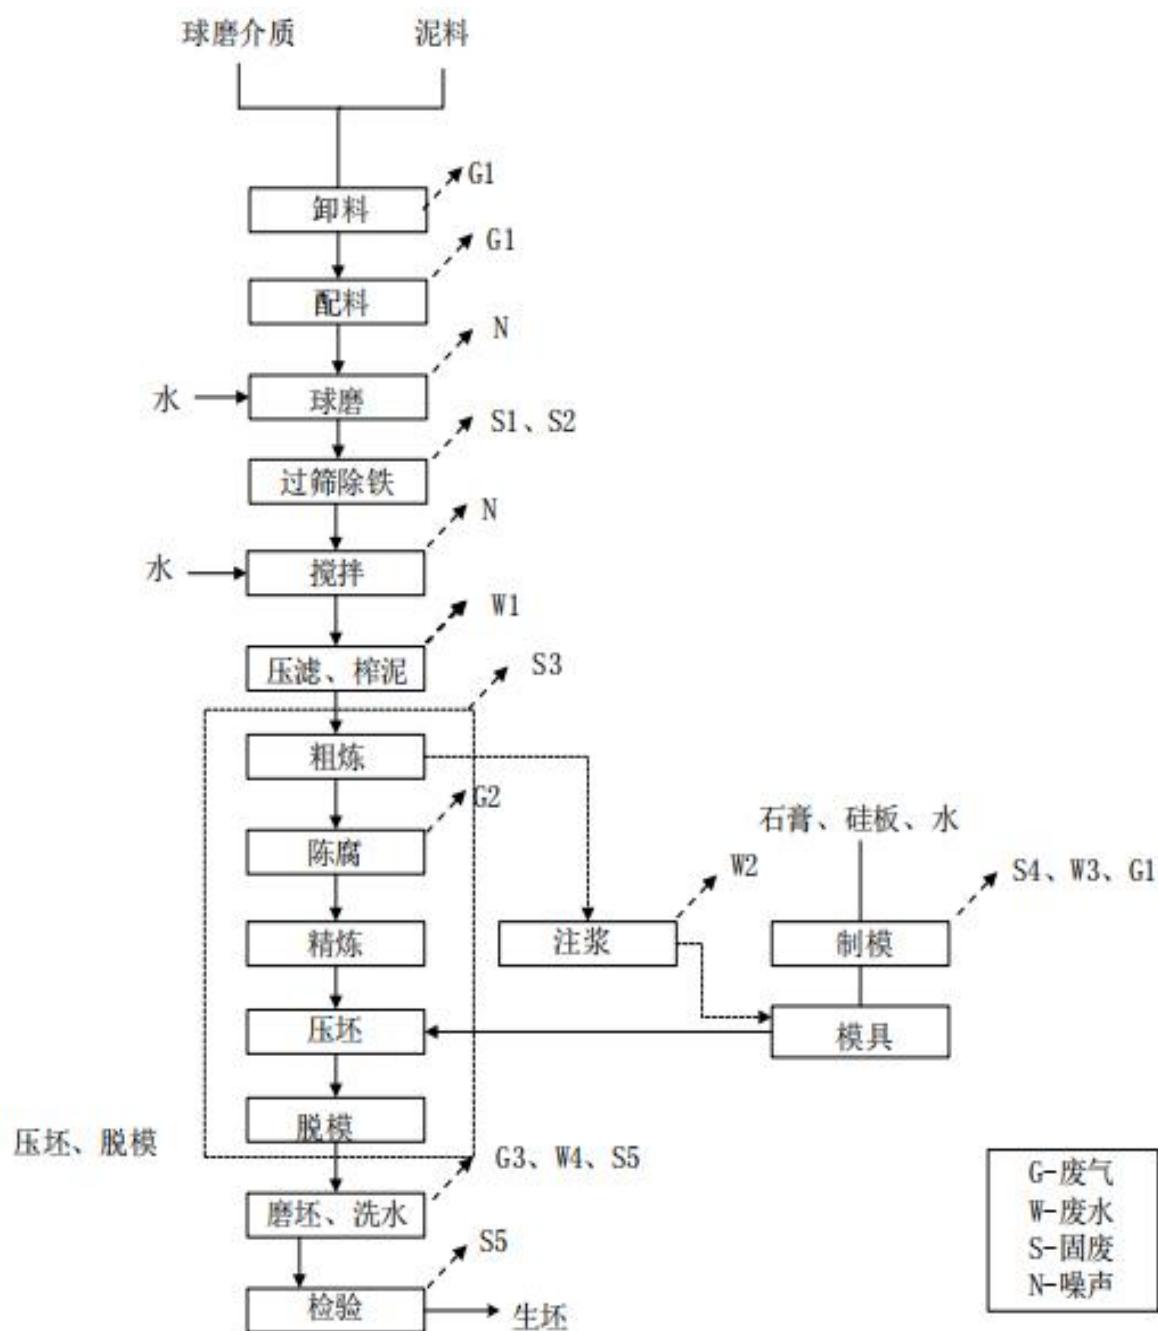 球磨介质
泥料
G1
卸料
G1
配料
N
水
球磨
S1、S2
过筛除铁
N
水
搅拌
W1
压滤、榨泥
S3
粗炼
G2
石膏、硅板、水
陈腐
W2
S4、W3、G1
精炼
注浆
制模
压坯
模具
脱模
压坯、脱模
G3、W4、S5
磨坯、洗水
S5
检验
生坯
G-废气
W-废水
S-固废
N-噪声